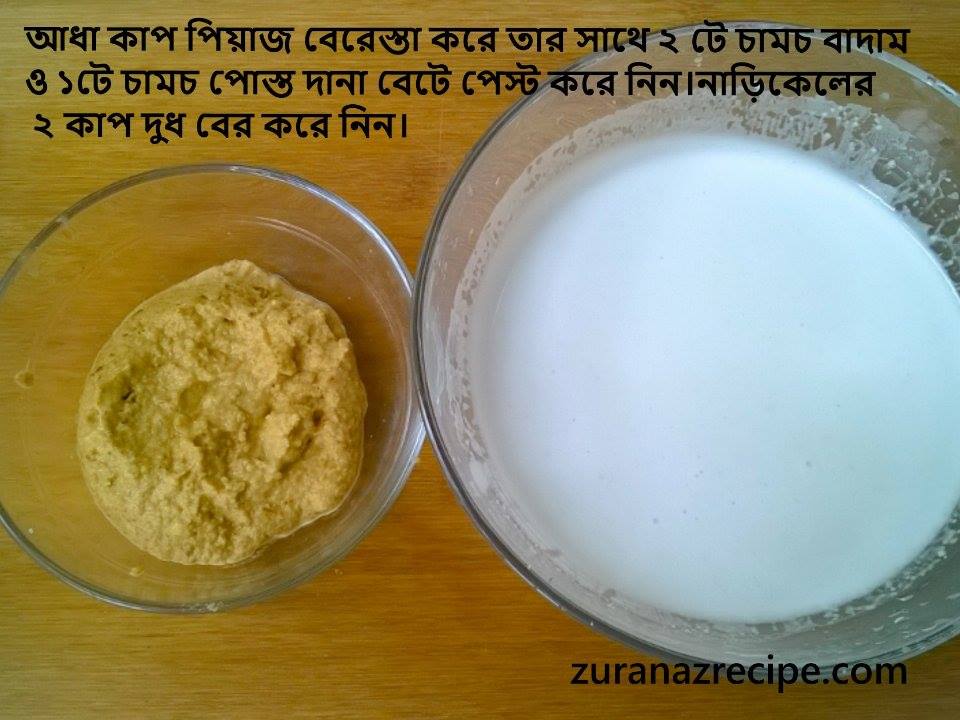 আধা কাপ পিয়াজ বেরেস্তা করে তার সাথে ২ টে চামচ বাদাম
ও ১টে চামচ পোস্ত দানা বেটে পেস্ট করে নিন।নাড়িকেলের
২ কাপ দুধ বের করে নিন।
zuranazrecipe.com